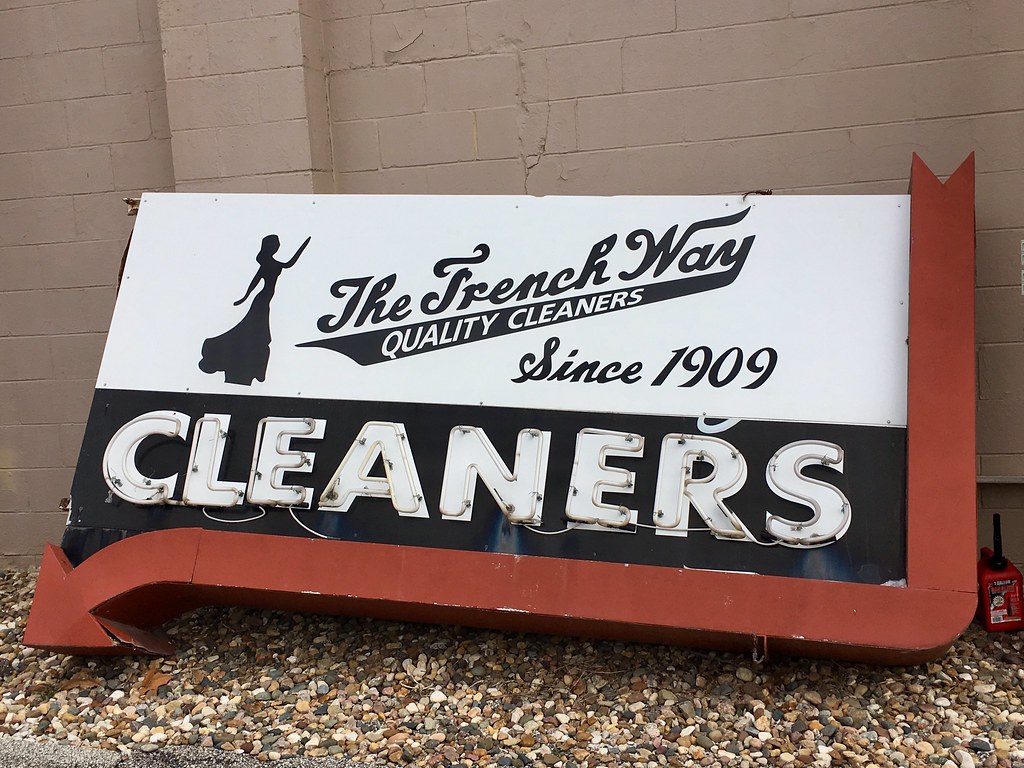 The French Way
QUALITY CLEANERS
Since 1909
CLEANERS